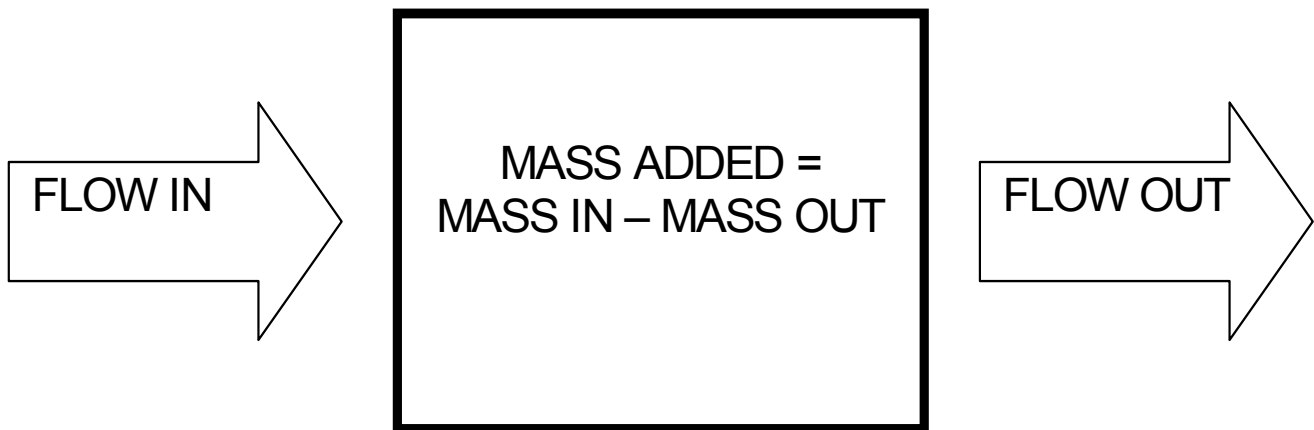 FLOW IN
MASS ADDED =
MASS IN – MASS OUT
FLOW OUT